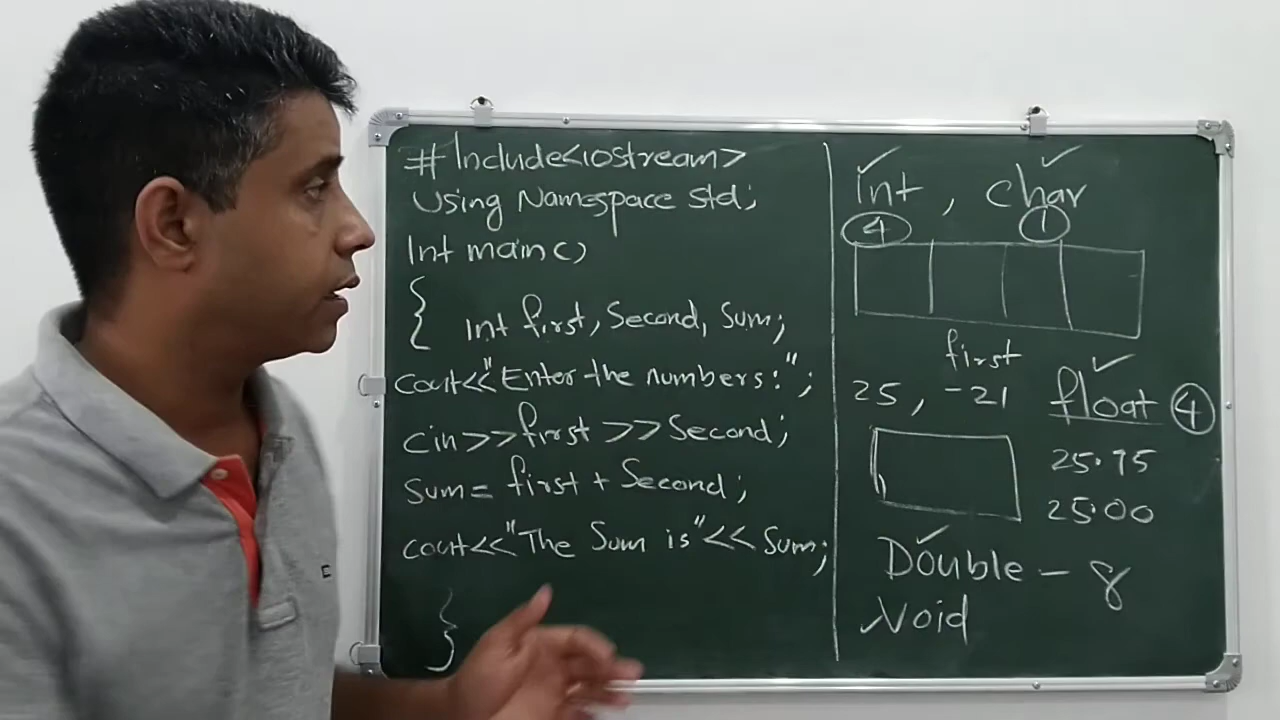 # Include<iostream>
Using Namespace std;
Int main()
{ Int first, Second, Sum;
cout<<"Enter the numbers:";
cin>>first >>Second;
Sum= first + Second;
cout<<"The Sum is"<< Sum;
}
int, char
4 1
first
25, -21
float 4
25.75
25.00
Double - 8
Void